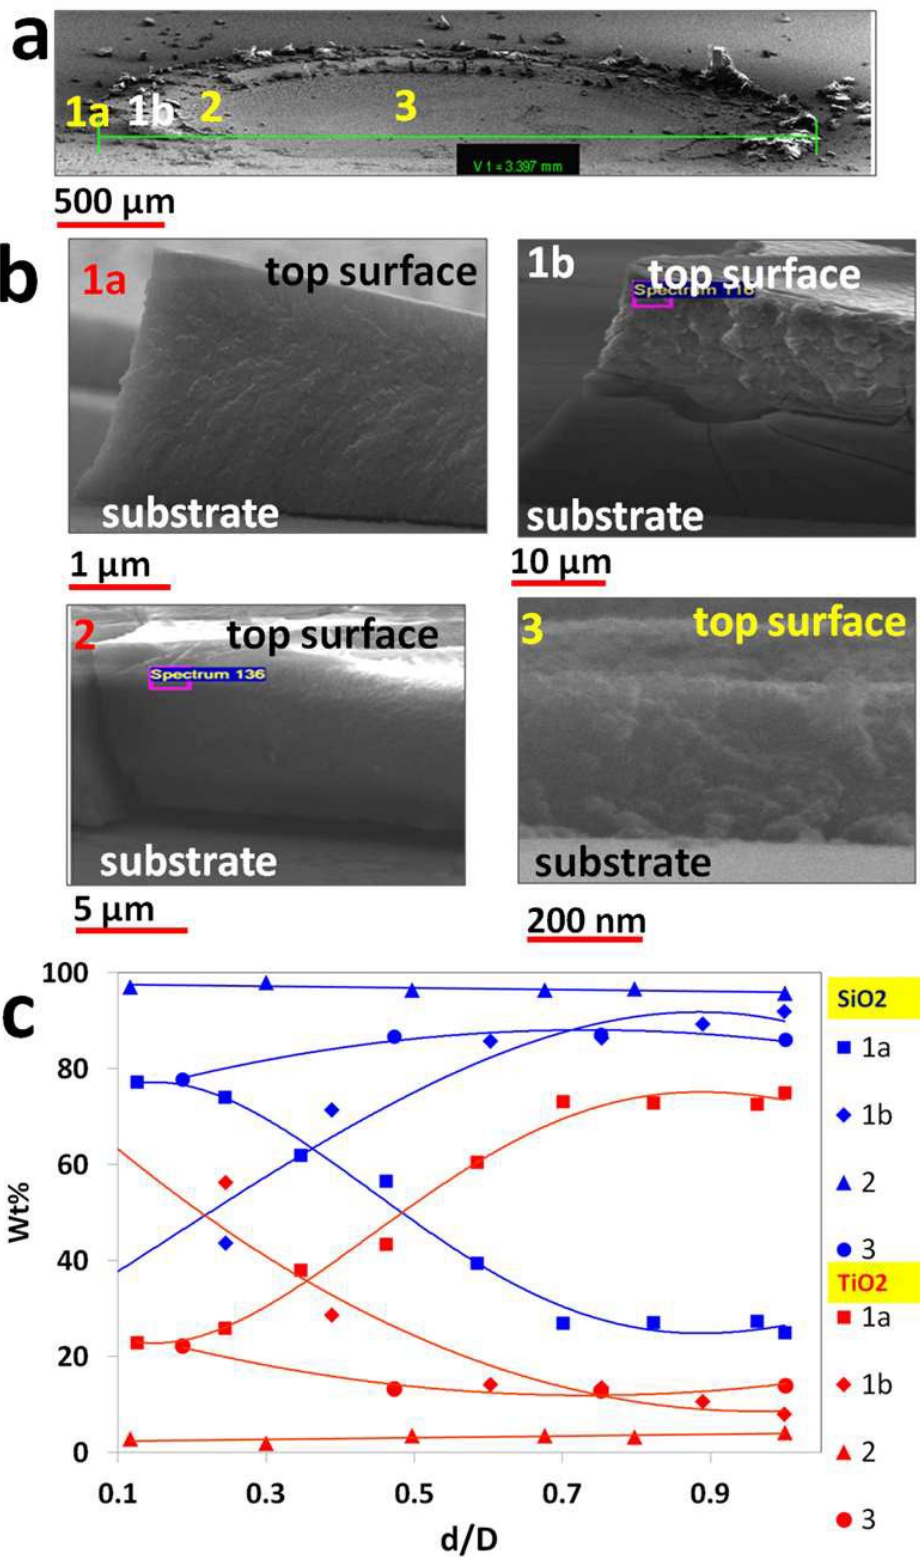 a
1a 1b 2 3
V 1 = 3.397 mm
500 μm
b
1a
top surface
substrate
1 μm
1b
top surface
Spectrum 116
substrate
10 μm
2
top surface
Spectrum 136
substrate
5 μm
3
top surface
substrate
200 nm
c
100
80
60
40
20
0
Wt%
0.1 0.3 0.5 0.7 0.9
d/D
SiO2
1a
1b
2
3
TiO2
1a
1b
2
3